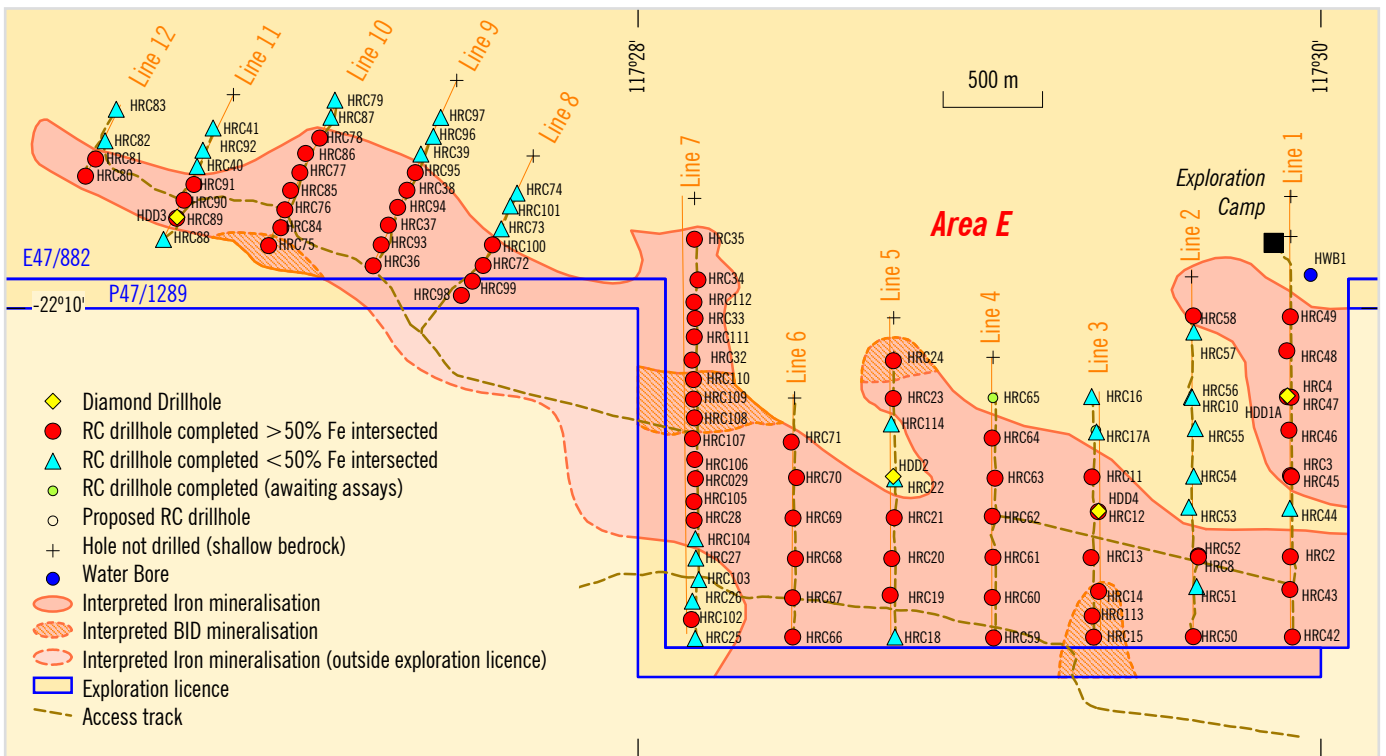 Line 12
Line 11
Line 10
Line 9
Line 8
117º28'
500 m
117º30'
HRC83
HRC82
HRC81
HRC80
HRC41
HRC92
HRC40
HRC91
HRC90
HDD3
HRC89
HRC88
HRC79
HRC87
HRC78
HRC86
HRC77
HRC85
HRC76
HRC84
HRC75
HRC97
HRC96
HRC39
HRC95
HRC38
HRC94
HRC37
HRC93
HRC36
HRC74
HRC101
HRC73
HRC100
HRC72
HRC99
HRC98
E47/882
P47/1289
-22º10'
Line 7
HRC35
HRC34
HRC112
HRC33
HRC111
HRC32
HRC110
HRC109
HRC108
HRC107
HRC106
HRC029
HRC105
HRC28
HRC104
HRC27
HRC103
HRC26
HRC102
HRC25
Line 6
HRC71
HRC70
HRC69
HRC68
HRC67
HRC66
Area E
Line 5
HRC24
HRC23
HRC114
HDD2
HRC22
HRC21
HRC20
HRC19
HRC18
Line 4
HRC65
HRC64
HRC63
HRC62
HRC61
HRC60
HRC59
Line 3
HRC16
HRC17A
HRC11
HDD4
HRC12
HRC13
HRC14
HRC113
HRC15
Line 2
HRC58
HRC57
HRC56
HRC10
HRC55
HRC54
HRC53
HRC52
HRC8
HRC51
HRC50
Line 1
Exploration
Camp
HWB1
HRC49
HRC48
HRC4
HDD1A
HRC47
HRC46
HRC3
HRC45
HRC44
HRC2
HRC43
HRC42
Diamond Drillhole
RC drillhole completed >50% Fe intersected
RC drillhole completed <50% Fe intersected
RC drillhole completed (awaiting assays)
Proposed RC drillhole
Hole not drilled (shallow bedrock)
Water Bore
Interpreted Iron mineralisation
Interpreted BID mineralisation
Interpreted Iron mineralisation (outside exploration licence)
Exploration licence
Access track